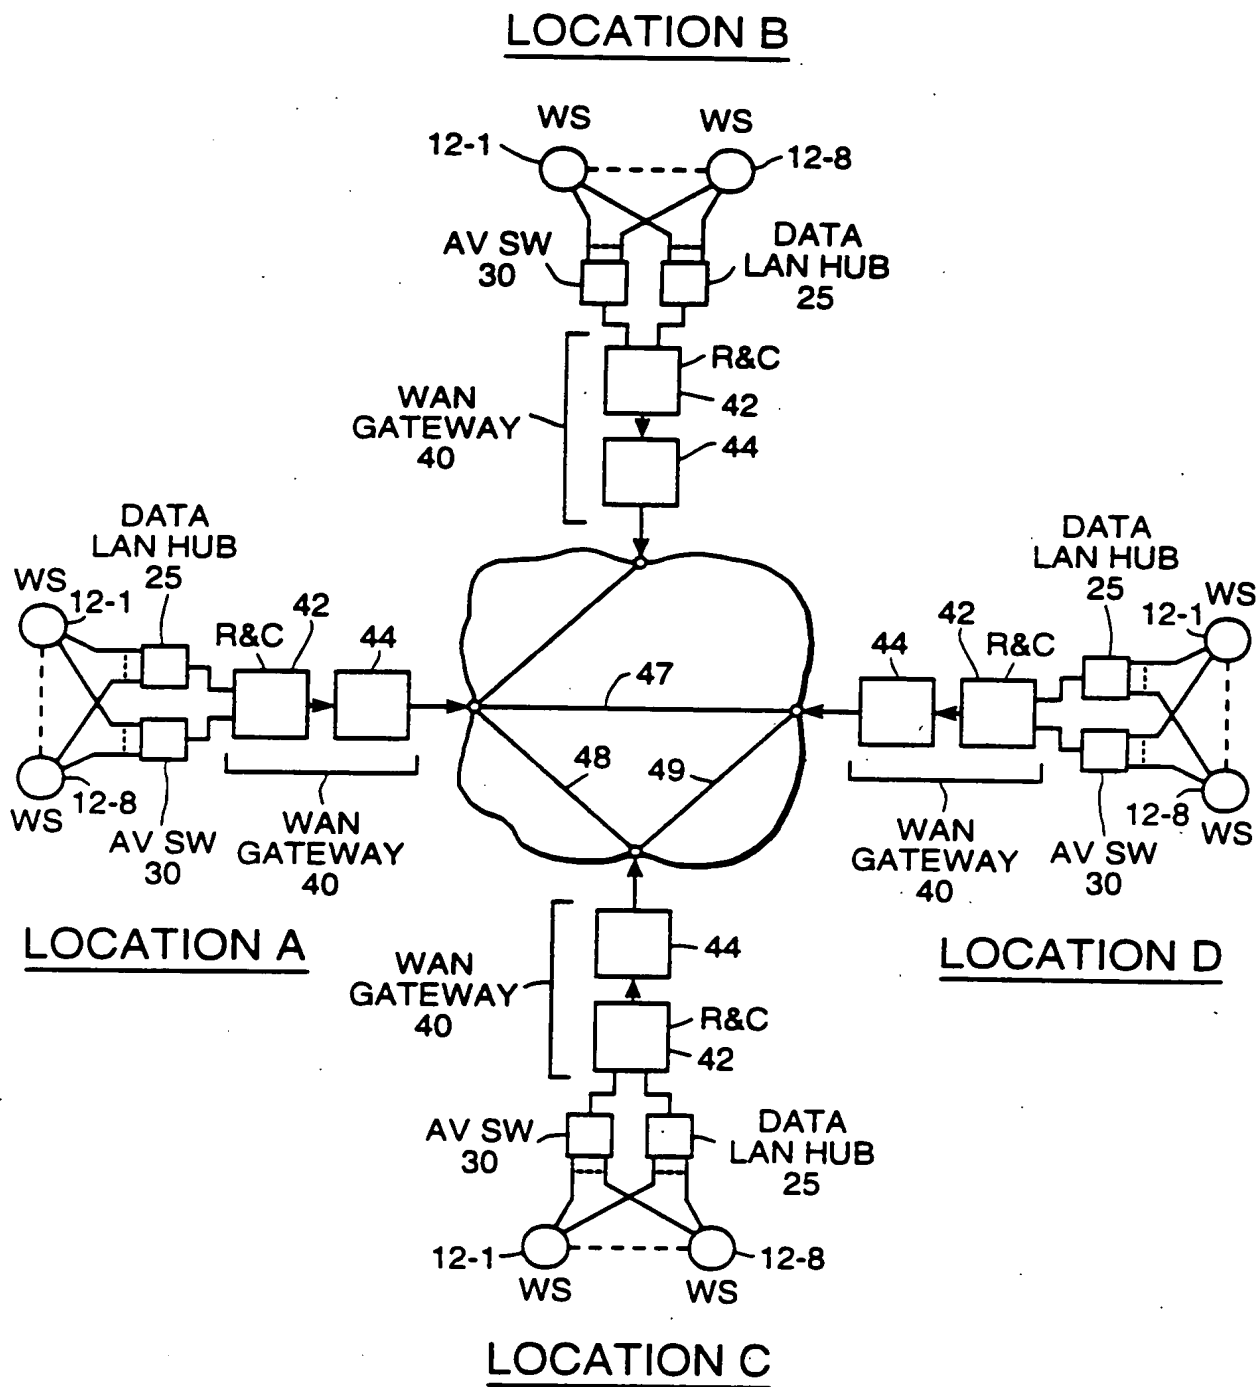 LOCATION B
WS
WS
12-1
12-8
AV SW
30
DATA
LAN HUB
25
R&C
42
WAN
GATEWAY
40
44
DATA
LAN HUB
25
WS
12-1
R&C
42
44
12-8
WS
AV SW
30
WAN
GATEWAY
40
LOCATION A
47
48
49
DATA
LAN HUB
25
WS
12-1
44
42
R&C
12-8
WS
WAN
GATEWAY
40
AV SW
30
LOCATION D
WAN
GATEWAY
40
44
R&C
42
AV SW
30
DATA
LAN HUB
25
12-1
12-8
WS
WS
LOCATION C